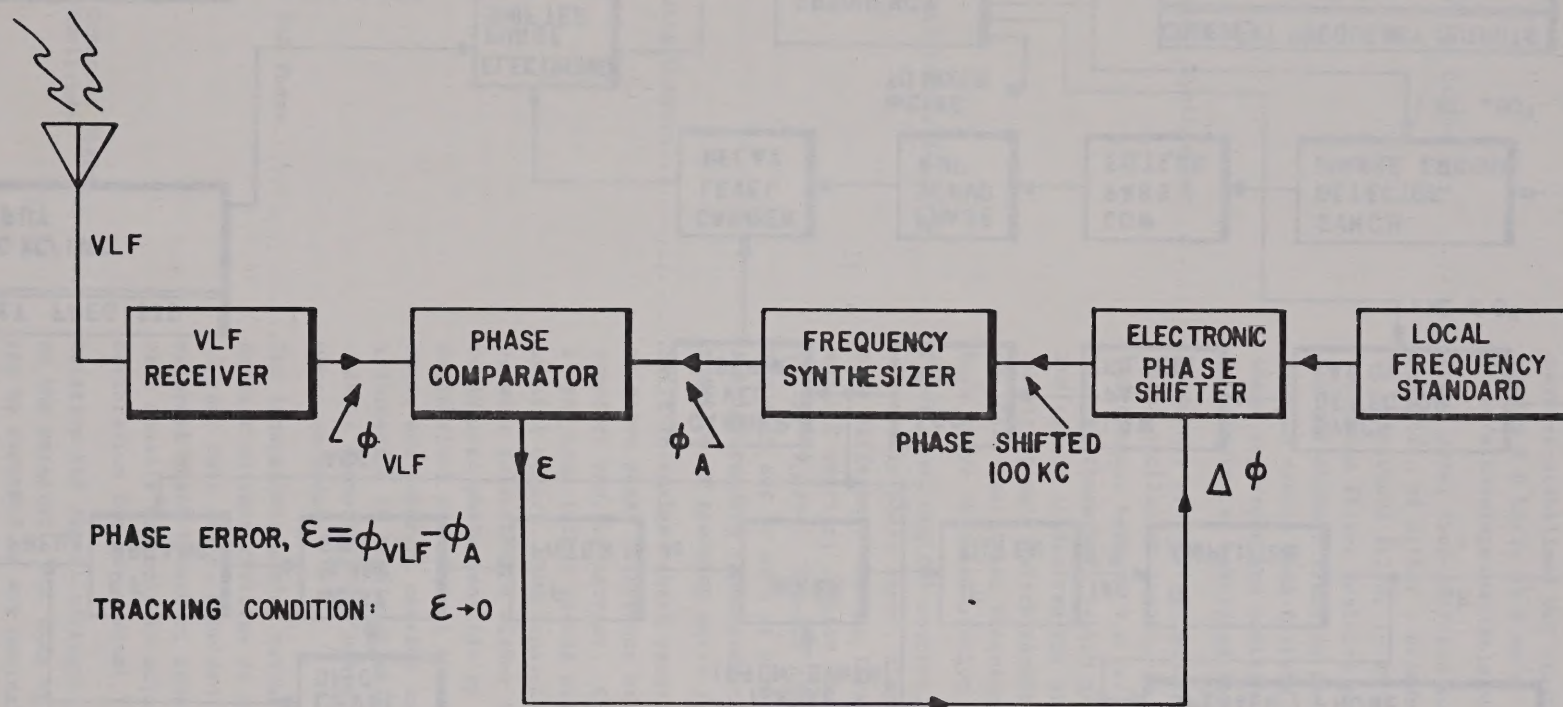 VLF
VLF
RECEIVER
PHASE
COMPARATOR
FREQUENCY
SYNTHESIZER
ELECTRONIC
PHASE
SHIFTER
LOCAL
FREQUENCY
STANDARD
ϕVLF
ε
ϕA
PHASE SHIFTED
100 KC
Δ ϕ
PHASE ERROR, ε=ϕVLF-ϕA
TRACKING CONDITION: ε→0